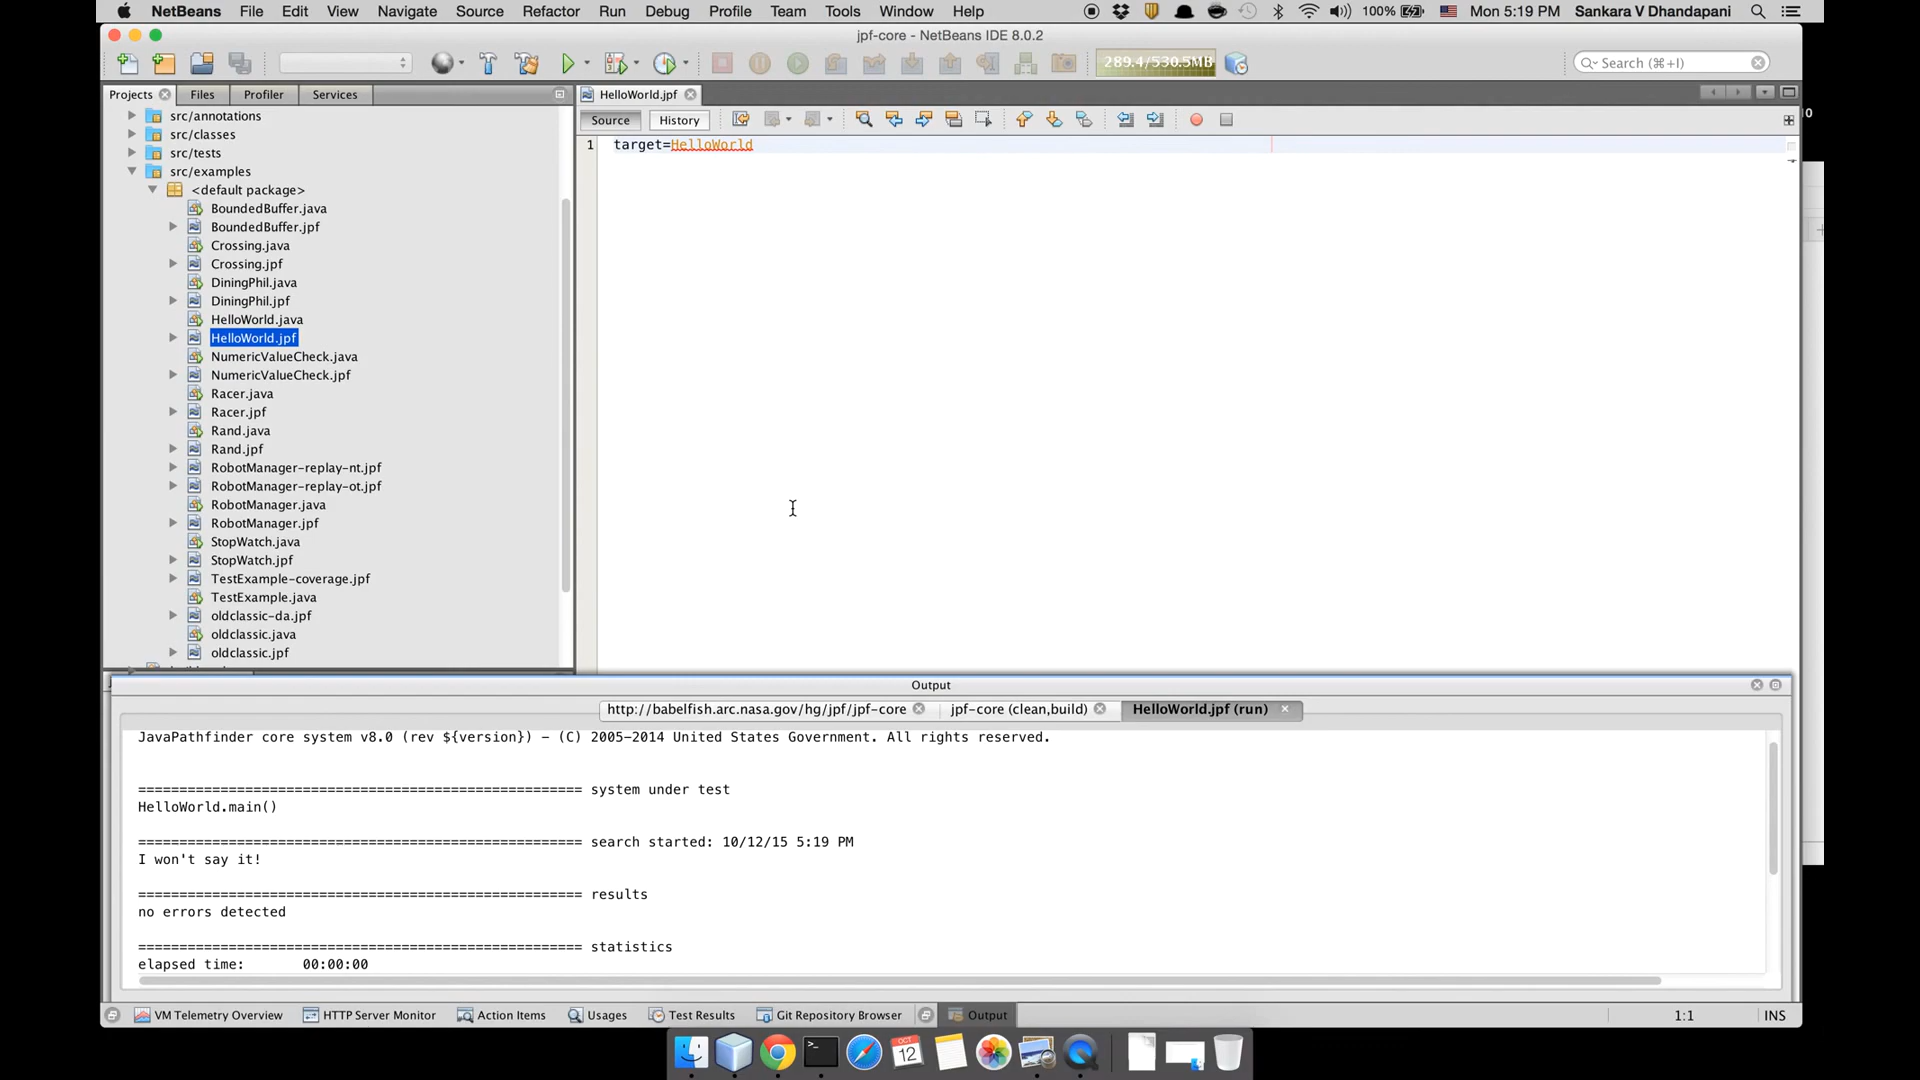 NetBeans File Edit View Navigate Source Refactor Run Debug Profile Team Tools Window Help 100% Mon 5:19 PM Sankara V Dhandapani
jpf-core - NetBeans IDE 8.0.2
289.4/530.5MB Search (⌘+I)
Projects Files Profiler Services HelloWorld.jpf
src/annotations
src/classes
src/tests
src/examples
<default package>
BoundedBuffer.java
BoundedBuffer.jpf
Crossing.java
Crossing.jpf
DiningPhil.java
DiningPhil.jpf
HelloWorld.java
HelloWorld.jpf
NumericValueCheck.java
NumericValueCheck.jpf
Racer.java
Racer.jpf
Rand.java
Rand.jpf
RobotManager-replay-nt.jpf
RobotManager-replay-ot.jpf
RobotManager.java
RobotManager.jpf
StopWatch.java
StopWatch.jpf
TestExample-coverage.jpf
TestExample.java
oldclassic-da.jpf
oldclassic.java
oldclassic.jpf
Source History
1 target=HelloWorld
Output
http://babelfish.arc.nasa.gov/hg/jpf/jpf-core jpf-core (clean,build) HelloWorld.jpf (run)
JavaPathfinder core system v8.0 (rev ${version}) - (C) 2005-2014 United States Government. All rights reserved.
====================================================== system under test
HelloWorld.main()
====================================================== search started: 10/12/15 5:19 PM
I won't say it!
====================================================== results
no errors detected
====================================================== statistics
elapsed time: 00:00:00
VM Telemetry Overview HTTP Server Monitor Action Items Usages Test Results Git Repository Browser Output 1:1 INS
OCT
12